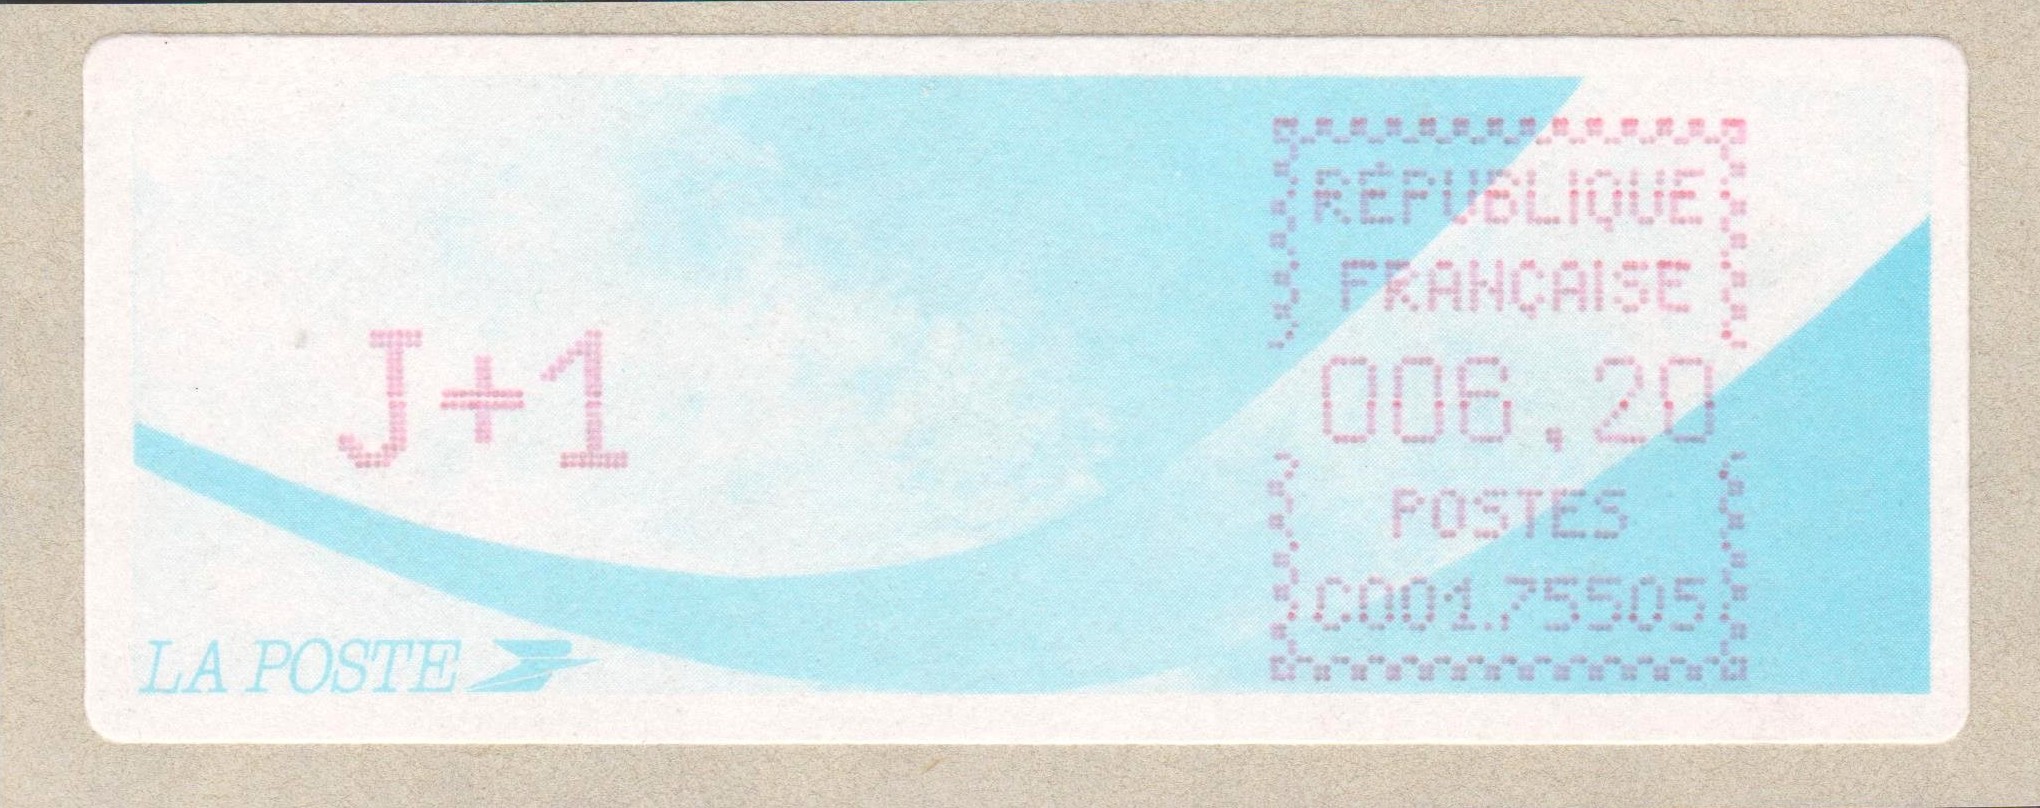 J+1
RÉPUBLIQUE
FRANÇAISE
006,20
POSTES
C001.75505
LA POSTE